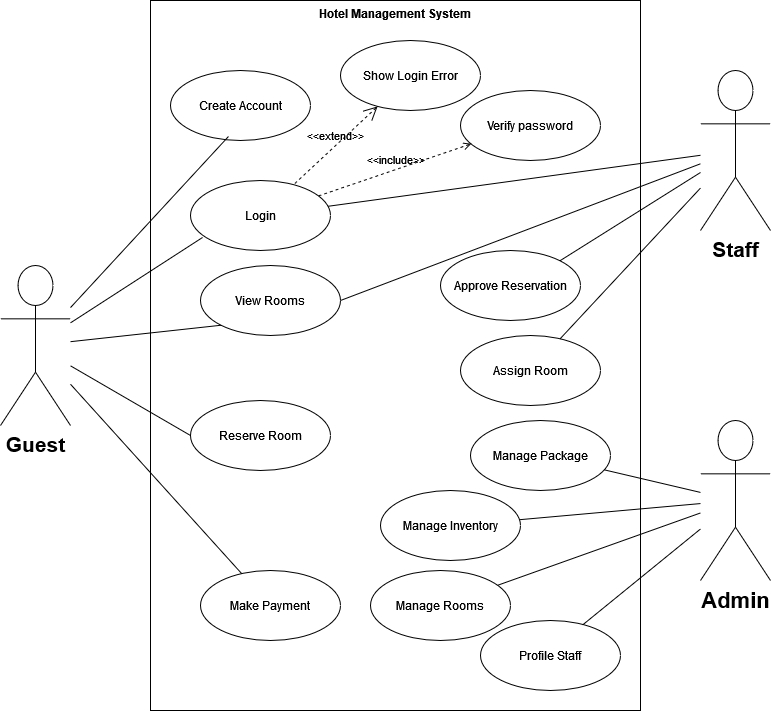 Hotel Management System
Show Login Error
Create Account
Verify password
<<extend>>
<<include>>
Login
Staff
View Rooms
Approve Reservation
Assign Room
Guest
Reserve Room
Manage Package
Manage Inventory
Admin
Make Payment
Manage Rooms
Profile Staff